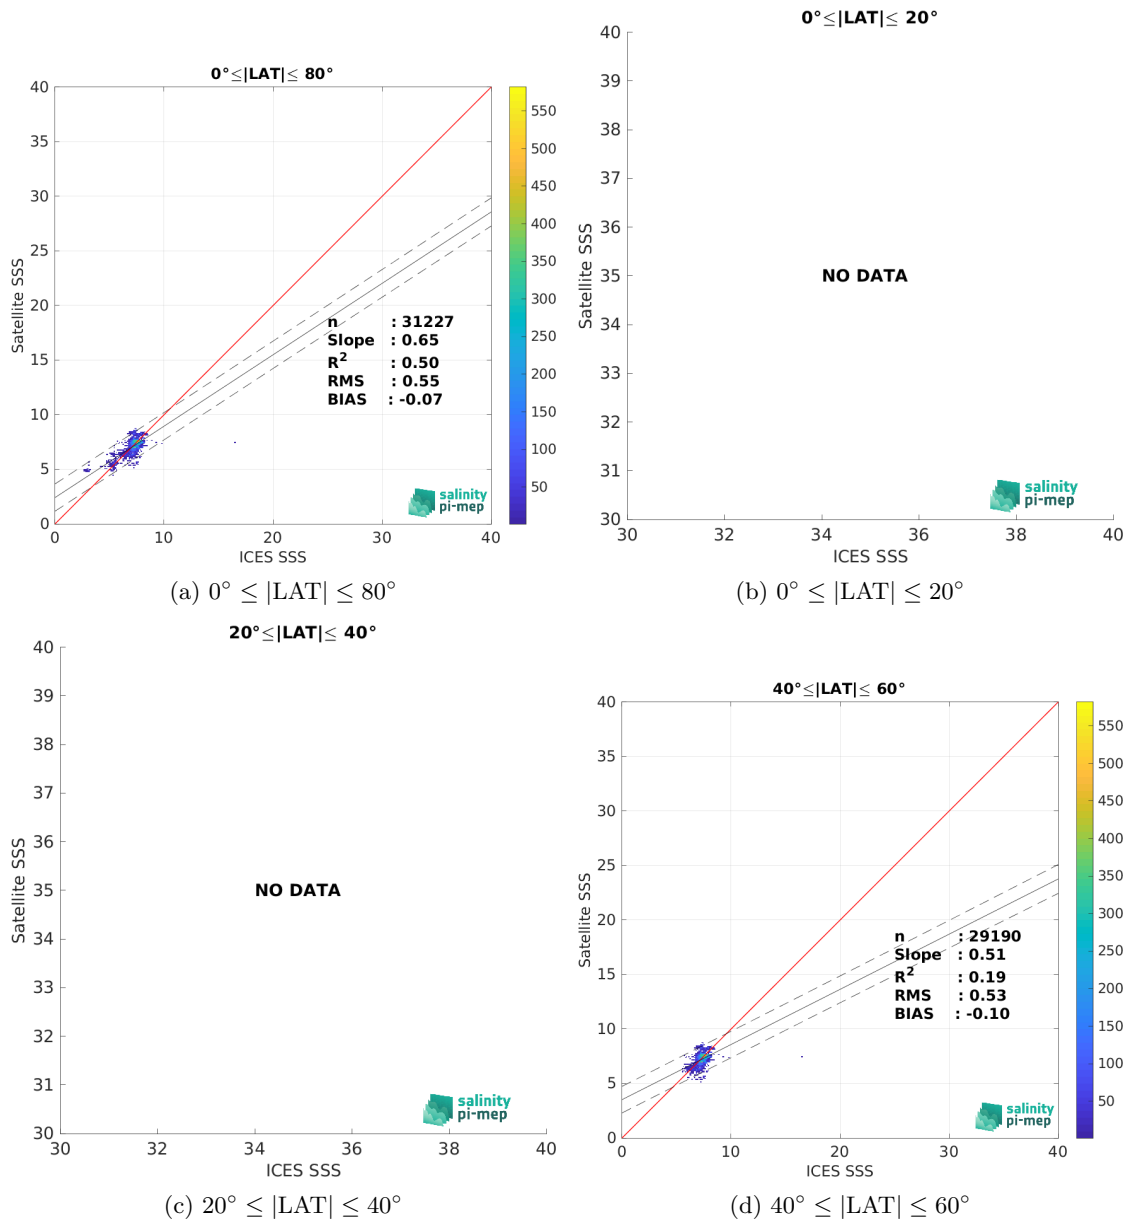 0°≤|LAT|≤ 80°
40
35
30
25
20
15
10
5
0
Satellite SSS
n : 31227
Slope : 0.65
R² : 0.50
RMS : 0.55
BIAS : -0.07
salinity
pi-mep
0 10 20 30 40
ICES SSS
550
500
450
400
350
300
250
200
150
100
50
(a) 0° ≤ |LAT| ≤ 80°
0°≤|LAT|≤ 20°
40
39
38
37
36
35
34
33
32
31
30
Satellite SSS
NO DATA
salinity
pi-mep
30 32 34 36 38 40
ICES SSS
(b) 0° ≤ |LAT| ≤ 20°
20°≤|LAT|≤ 40°
40
39
38
37
36
35
34
33
32
31
30
Satellite SSS
NO DATA
salinity
pi-mep
30 32 34 36 38 40
ICES SSS
(c) 20° ≤ |LAT| ≤ 40°
40°≤|LAT|≤ 60°
40
35
30
25
20
15
10
5
0
Satellite SSS
n : 29190
Slope : 0.51
R² : 0.19
RMS : 0.53
BIAS : -0.10
salinity
pi-mep
0 10 20 30 40
ICES SSS
550
500
450
400
350
300
250
200
150
100
50
(d) 40° ≤ |LAT| ≤ 60°